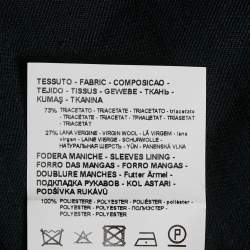 TESSUTO - FABRIC - COMPOSICAO -
TEJIDO - TISSUS - GEWEBE - ТКАНЬ -
KUMAŞ - TKANINA
73% TRIACETATO - TRIACETATE - TRIACETATO - triacetato
- TRIACETATE - TRIACETAT - ТРИАЦЕТАТ - TRIASETAT
- TRIASETÁT
27% LANA VERGINE - VIRGIN WOOL - LÃ VIRGEM - lana
virgen - LAINE VIERGE - SCHURWOLLE
- НАТУРАЛЬНАЯ ШЕРСТЬ - YÜN - PANENSKÁ VLNA
FODERA MANICHE - SLEEVES LINING -
FORRO DAS MANGAS - FORRO MANGAS -
DOUBLURE MANCHES - Futter Ärmel -
ПОДКЛАДКА РУКАВОВ - KOL ASTARI -
PODŠÍVKA RUKÁVŮ
100% POLIESTERE - POLYESTER - POLIÉSTER - poliéster
- POLYESTER - POLYESTER - ПОЛИЭСТЕР -
POLYESTER - POLYESTER